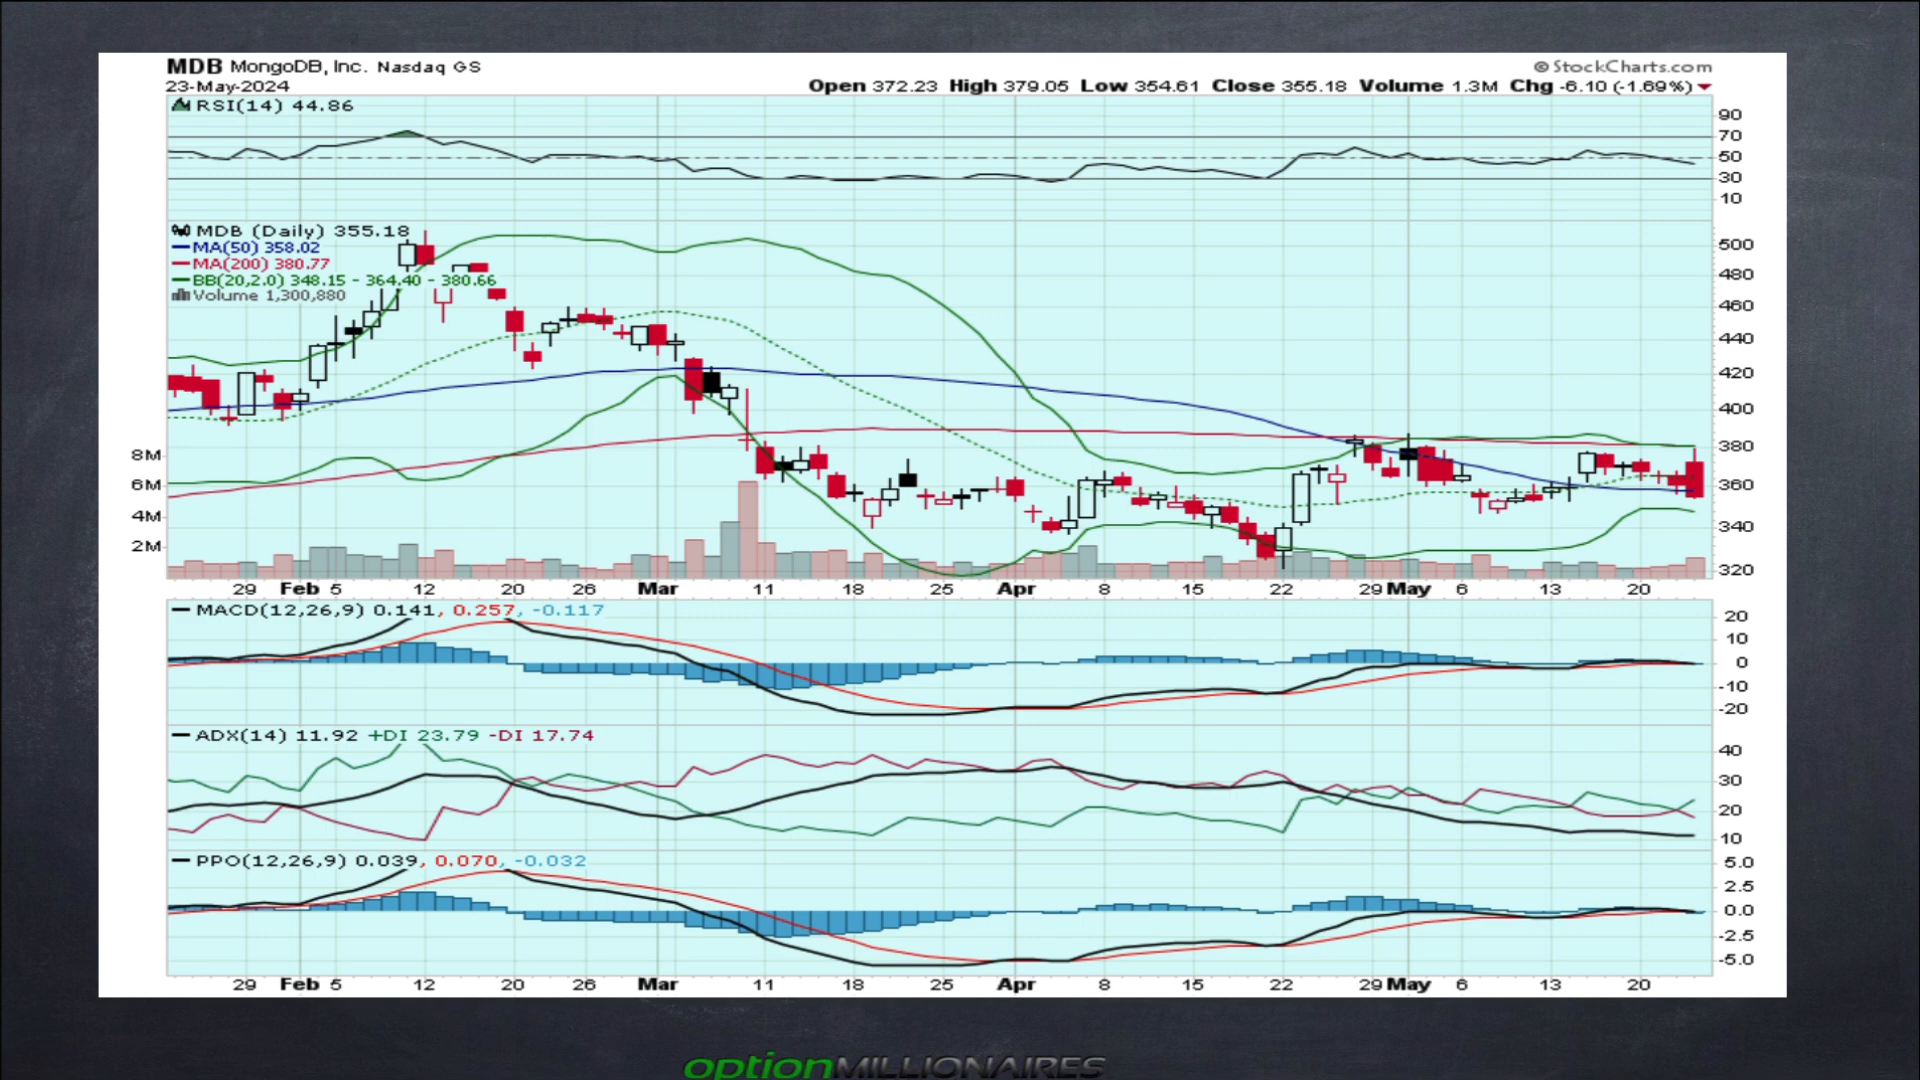 MDB MongoDB, Inc. Nasdaq GS
© StockCharts.com
23-May-2024
Open 372.23 High 379.05 Low 354.61 Close 355.18 Volume 1.3M Chg -6.10 (-1.69%)
RSI(14) 44.86
90
70
50
30
10
MDB (Daily) 355.18
MA(50) 358.02
MA(200) 380.77
BB(20,2.0) 348.15 - 364.40 - 380.66
Volume 1,300,880
500
480
460
440
420
400
380
360
340
320
8M
6M
4M
2M
29 Feb 5 12 20 26 Mar 11 18 25 Apr 8 15 22 29 May 6 13 20
MACD(12,26,9) 0.141, 0.257, -0.117
20
10
0
-10
-20
ADX(14) 11.92 +DI 23.79 -DI 17.74
40
30
20
10
PPO(12,26,9) 0.039, 0.070, -0.032
5.0
2.5
0.0
-2.5
-5.0
29 Feb 5 12 20 26 Mar 11 18 25 Apr 8 15 22 29 May 6 13 20
optionMILLIONAIRES